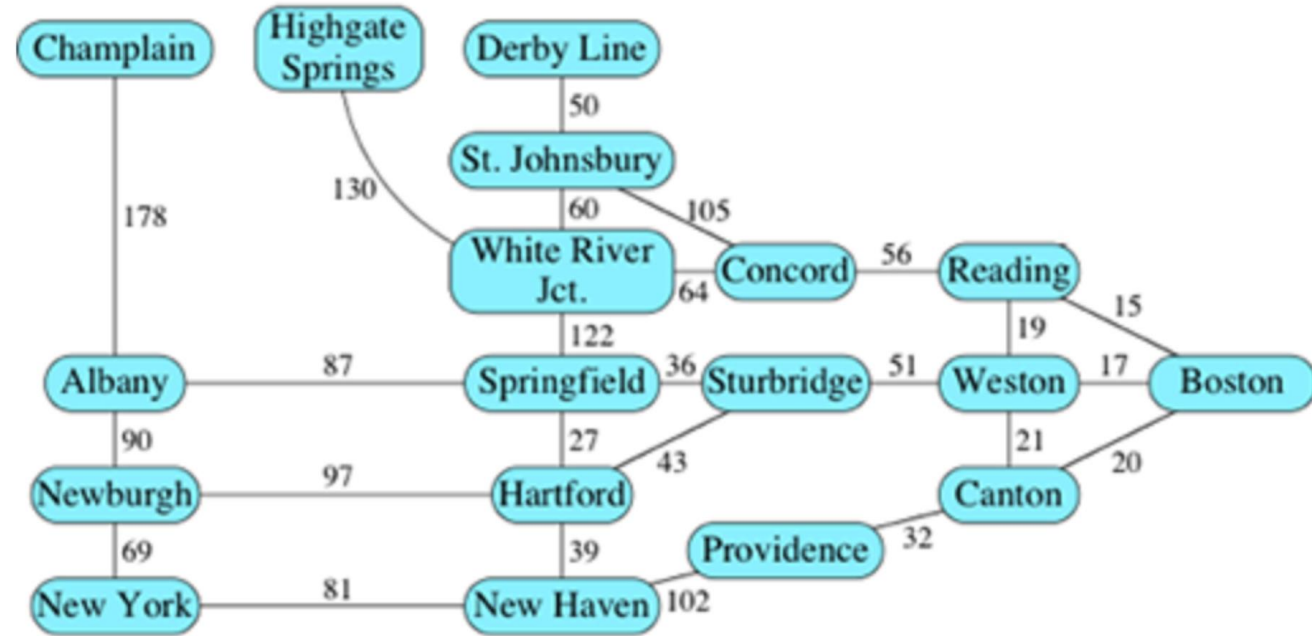 Champlain
Highgate
Springs
Derby Line
50
St. Johnsbury
130
178
60
105
White River
Jct.
64
Concord
56
Reading
15
19
122
Albany
87
Springfield
36
Sturbridge
51
Weston
17
Boston
90
27
43
21
20
Newburgh
97
Hartford
Canton
69
39
Providence
32
New York
81
New Haven
102